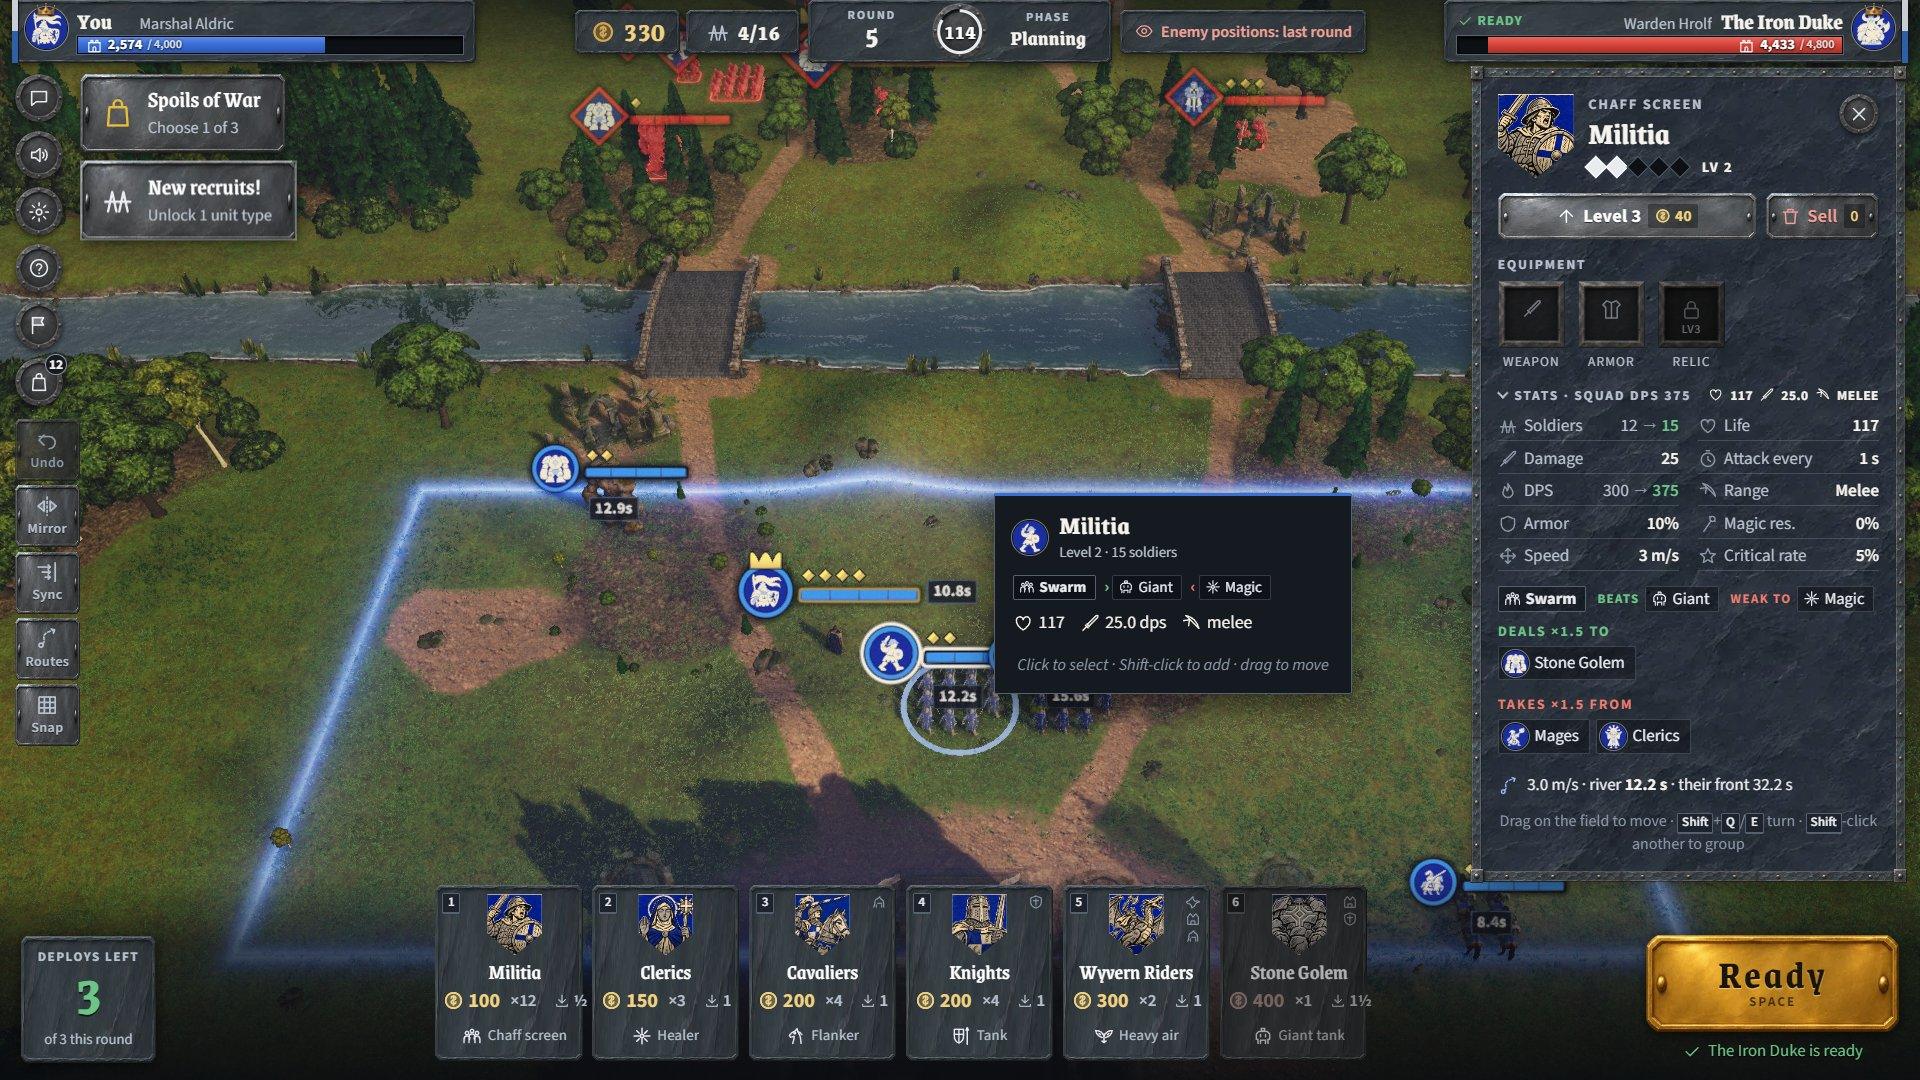 You
Marshal Aldric
2,574 / 4,000
330
4/16
ROUND
5
114
PHASE
Planning
Enemy positions: last round
READY
Warden Hrolf
The Iron Duke
4,433 / 4,800
Spoils of War
Choose 1 of 3
New recruits!
Unlock 1 unit type
12
Undo
Mirror
Sync
Routes
Snap
12.9s
10.8s
12.2s
15.6s
8.4s
Militia
Level 2 · 15 soldiers
Swarm › Giant ‹ Magic
117 25.0 dps melee
Click to select · Shift-click to add · drag to move
CHAFF SCREEN
Militia
LV 2
Level 3 40
Sell 0
EQUIPMENT
LV3
WEAPON ARMOR RELIC
STATS · SQUAD DPS 375 117 25.0 MELEE
Soldiers 12 → 15 Life 117
Damage 25 Attack every 1 s
DPS 300 → 375 Range Melee
Armor 10% Magic res. 0%
Speed 3 m/s Critical rate 5%
Swarm BEATS Giant WEAK TO Magic
DEALS ×1.5 TO
Stone Golem
TAKES ×1.5 FROM
Mages Clerics
3.0 m/s · river 12.2 s · their front 32.2 s
Drag on the field to move · Shift + Q / E turn · Shift-click
another to group
DEPLOYS LEFT
3
of 3 this round
1
Militia
100 ×12 ½
Chaff screen
2
Clerics
150 ×3 1
Healer
3
Cavaliers
200 ×4 1
Flanker
4
Knights
200 ×4 1
Tank
5
Wyvern Riders
300 ×2 1
Heavy air
6
Stone Golem
400 ×1 1½
Giant tank
Ready
SPACE
The Iron Duke is ready